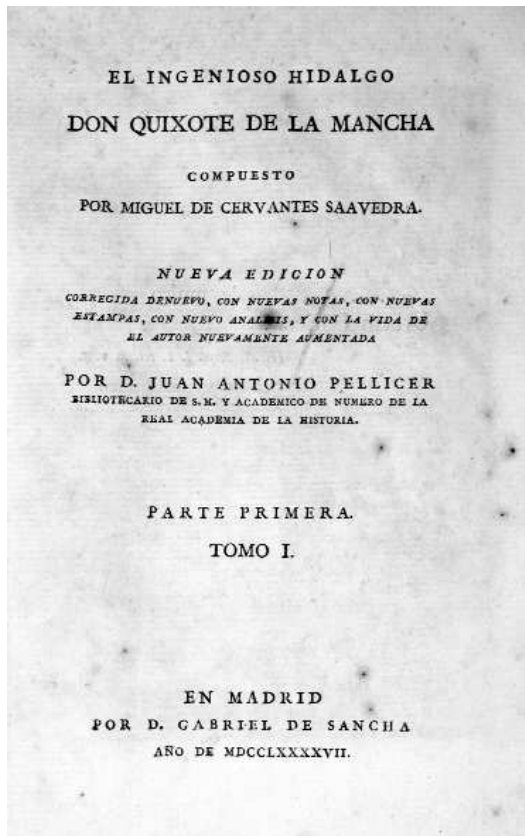 EL INGENIOSO HIDALGO
DON QUIXOTE DE LA MANCHA
COMPUESTO
POR MIGUEL DE CERVANTES SAAVEDRA.
NUEVA EDICION
CORREGIDA DENUEVO, CON NUEVAS NOTAS, CON NUEVAS
ESTAMPAS, CON NUEVO ANALISIS, Y CON LA VIDA DE
EL AUTOR NUEVAMENTE AUMENTADA
POR D. JUAN ANTONIO PELLICER
BIBLIOTECARIO DE S.M. Y ACADEMICO DE NUMERO DE LA
REAL ACADEMIA DE LA HISTORIA.
PARTE PRIMERA.
TOMO I.
EN MADRID
POR D. GABRIEL DE SANCHA
AÑO DE MDCCLXXXXVII.